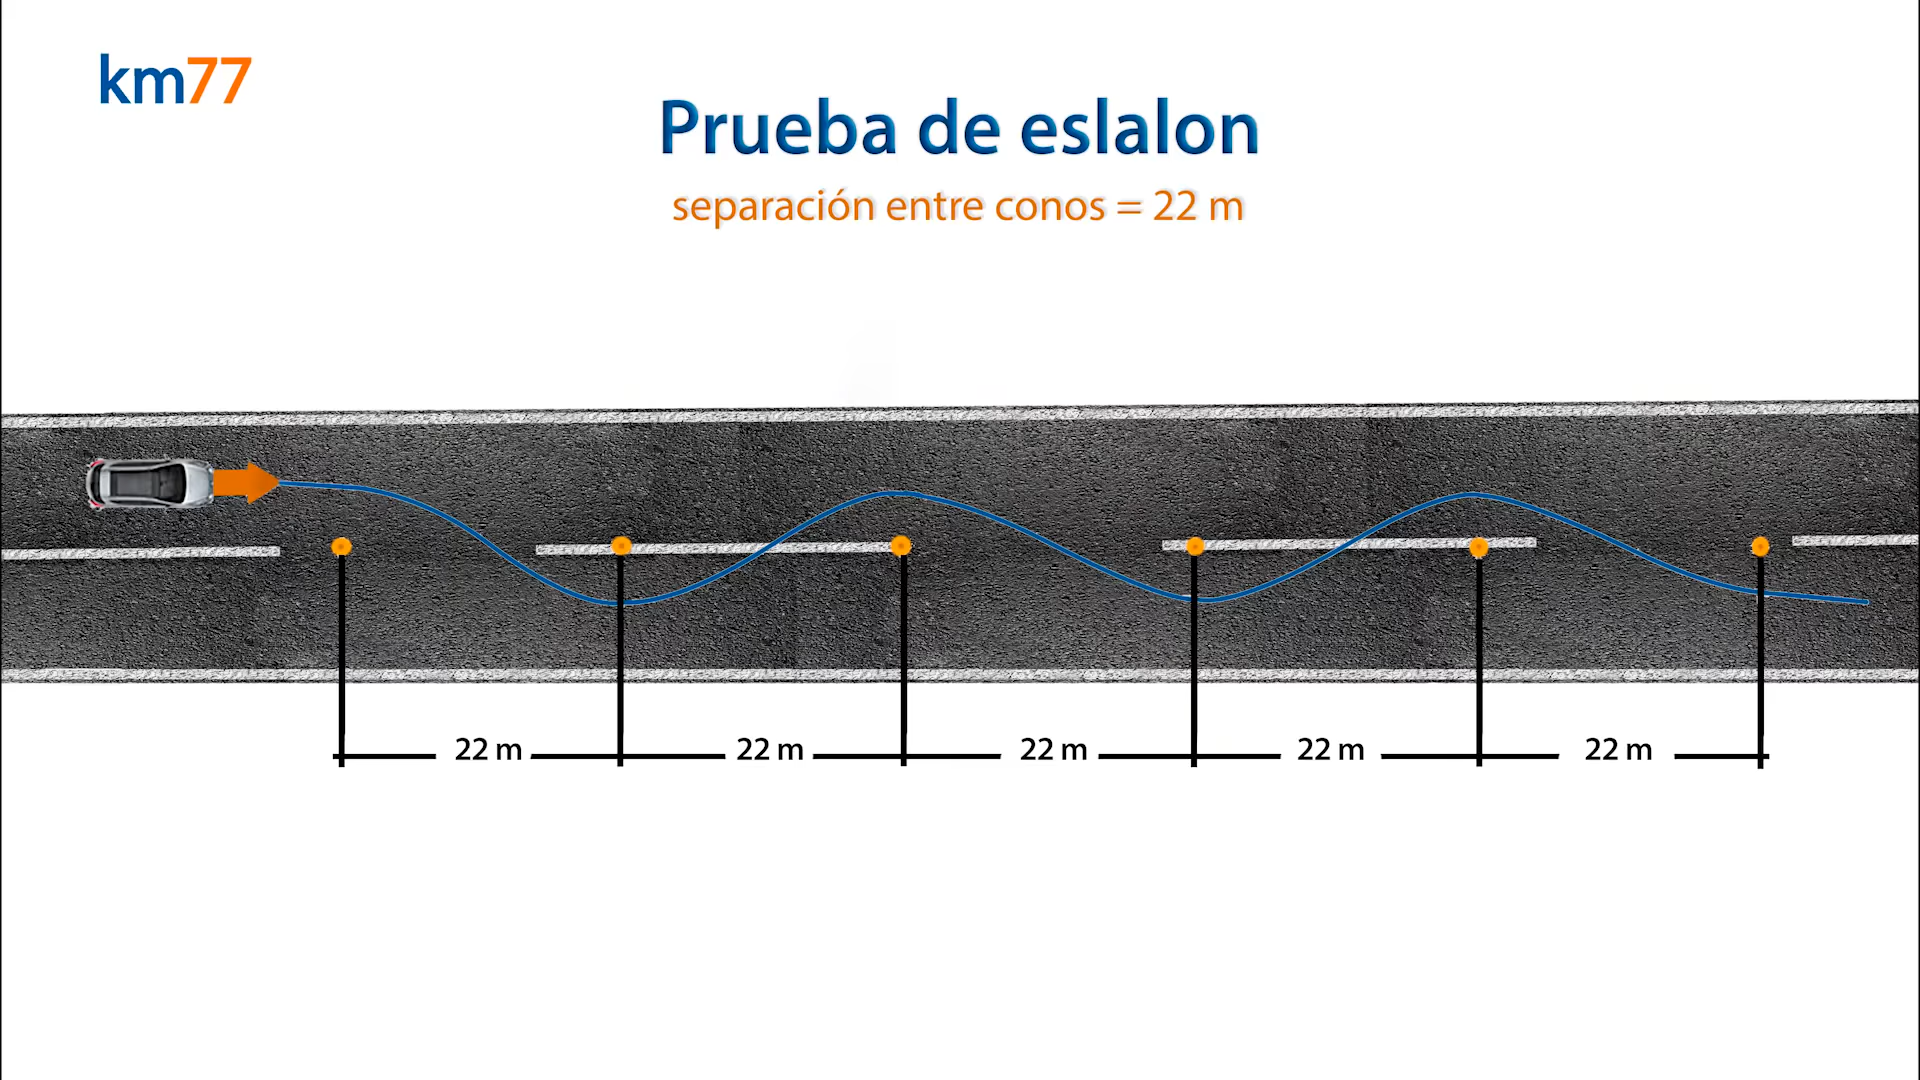 km77
Prueba de eslalon
separación entre conos = 22 m
22 m
22 m
22 m
22 m
22 m